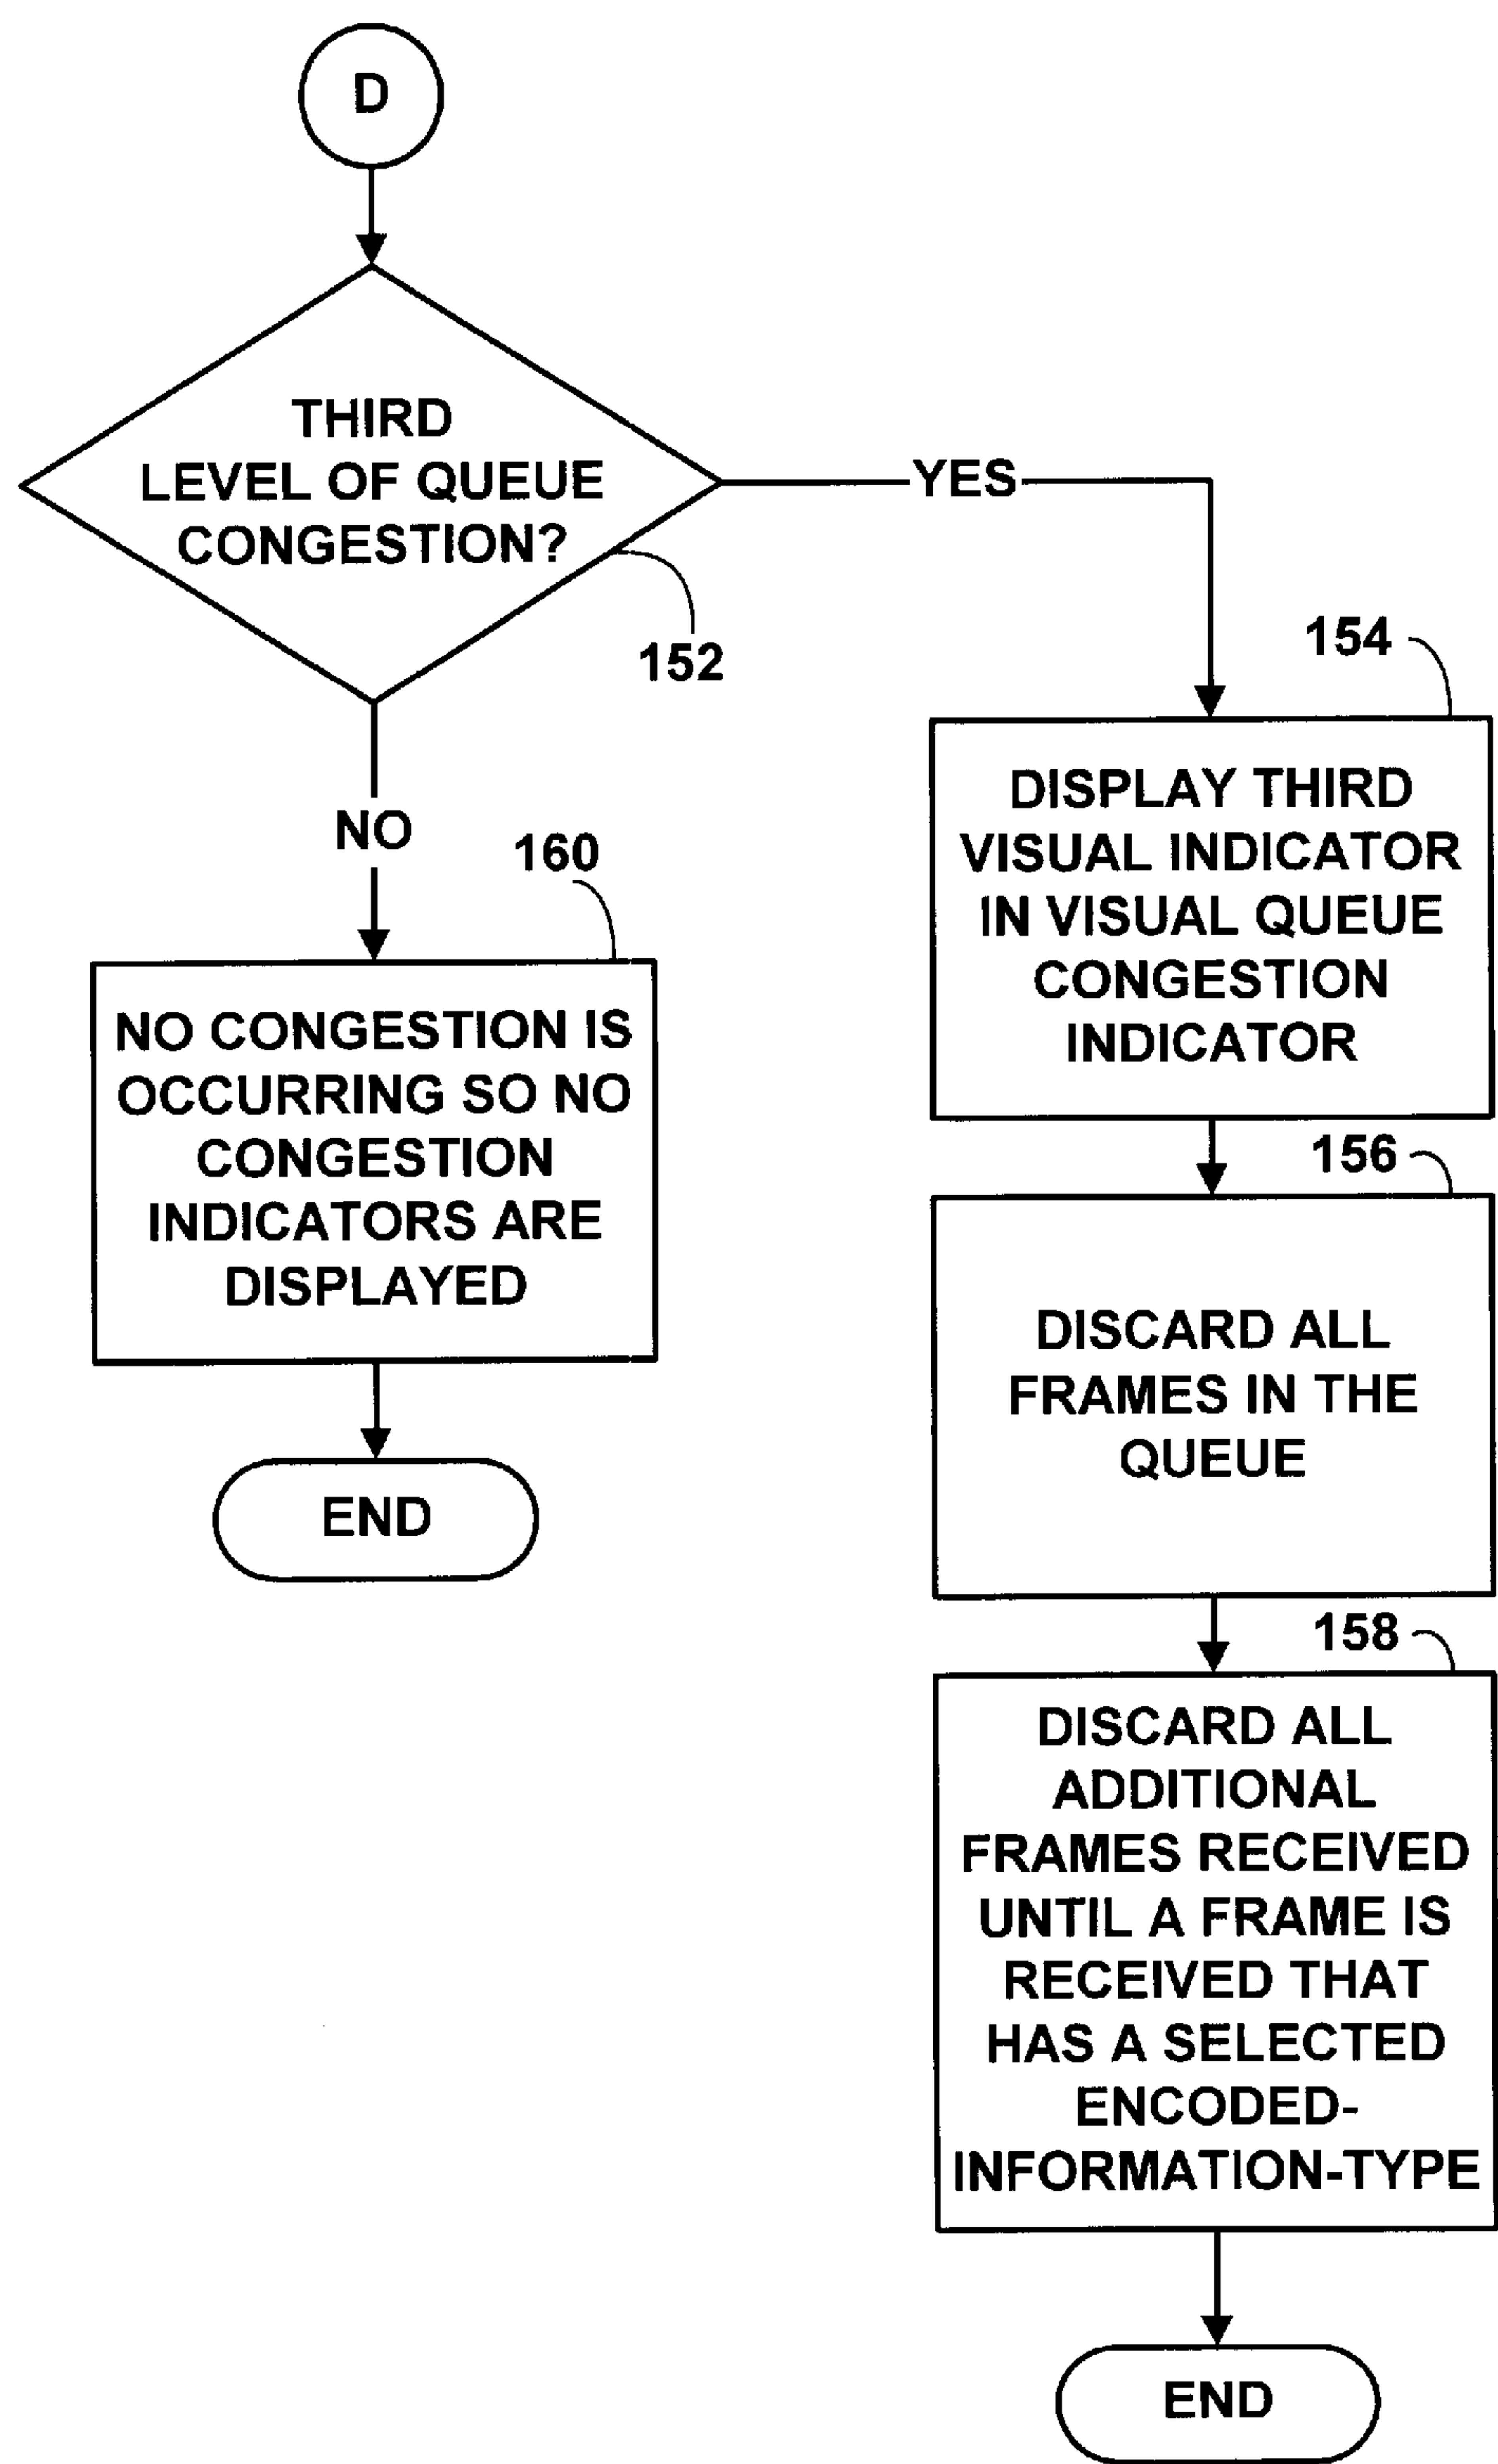 D
THIRD
LEVEL OF QUEUE
CONGESTION?
152
YES
NO
160
NO CONGESTION IS
OCCURRING SO NO
CONGESTION
INDICATORS ARE
DISPLAYED
END
154
DISPLAY THIRD
VISUAL INDICATOR
IN VISUAL QUEUE
CONGESTION
INDICATOR
156
DISCARD ALL
FRAMES IN THE
QUEUE
158
DISCARD ALL
ADDITIONAL
FRAMES RECEIVED
UNTIL A FRAME IS
RECEIVED THAT
HAS A SELECTED
ENCODED-
INFORMATION-TYPE
END